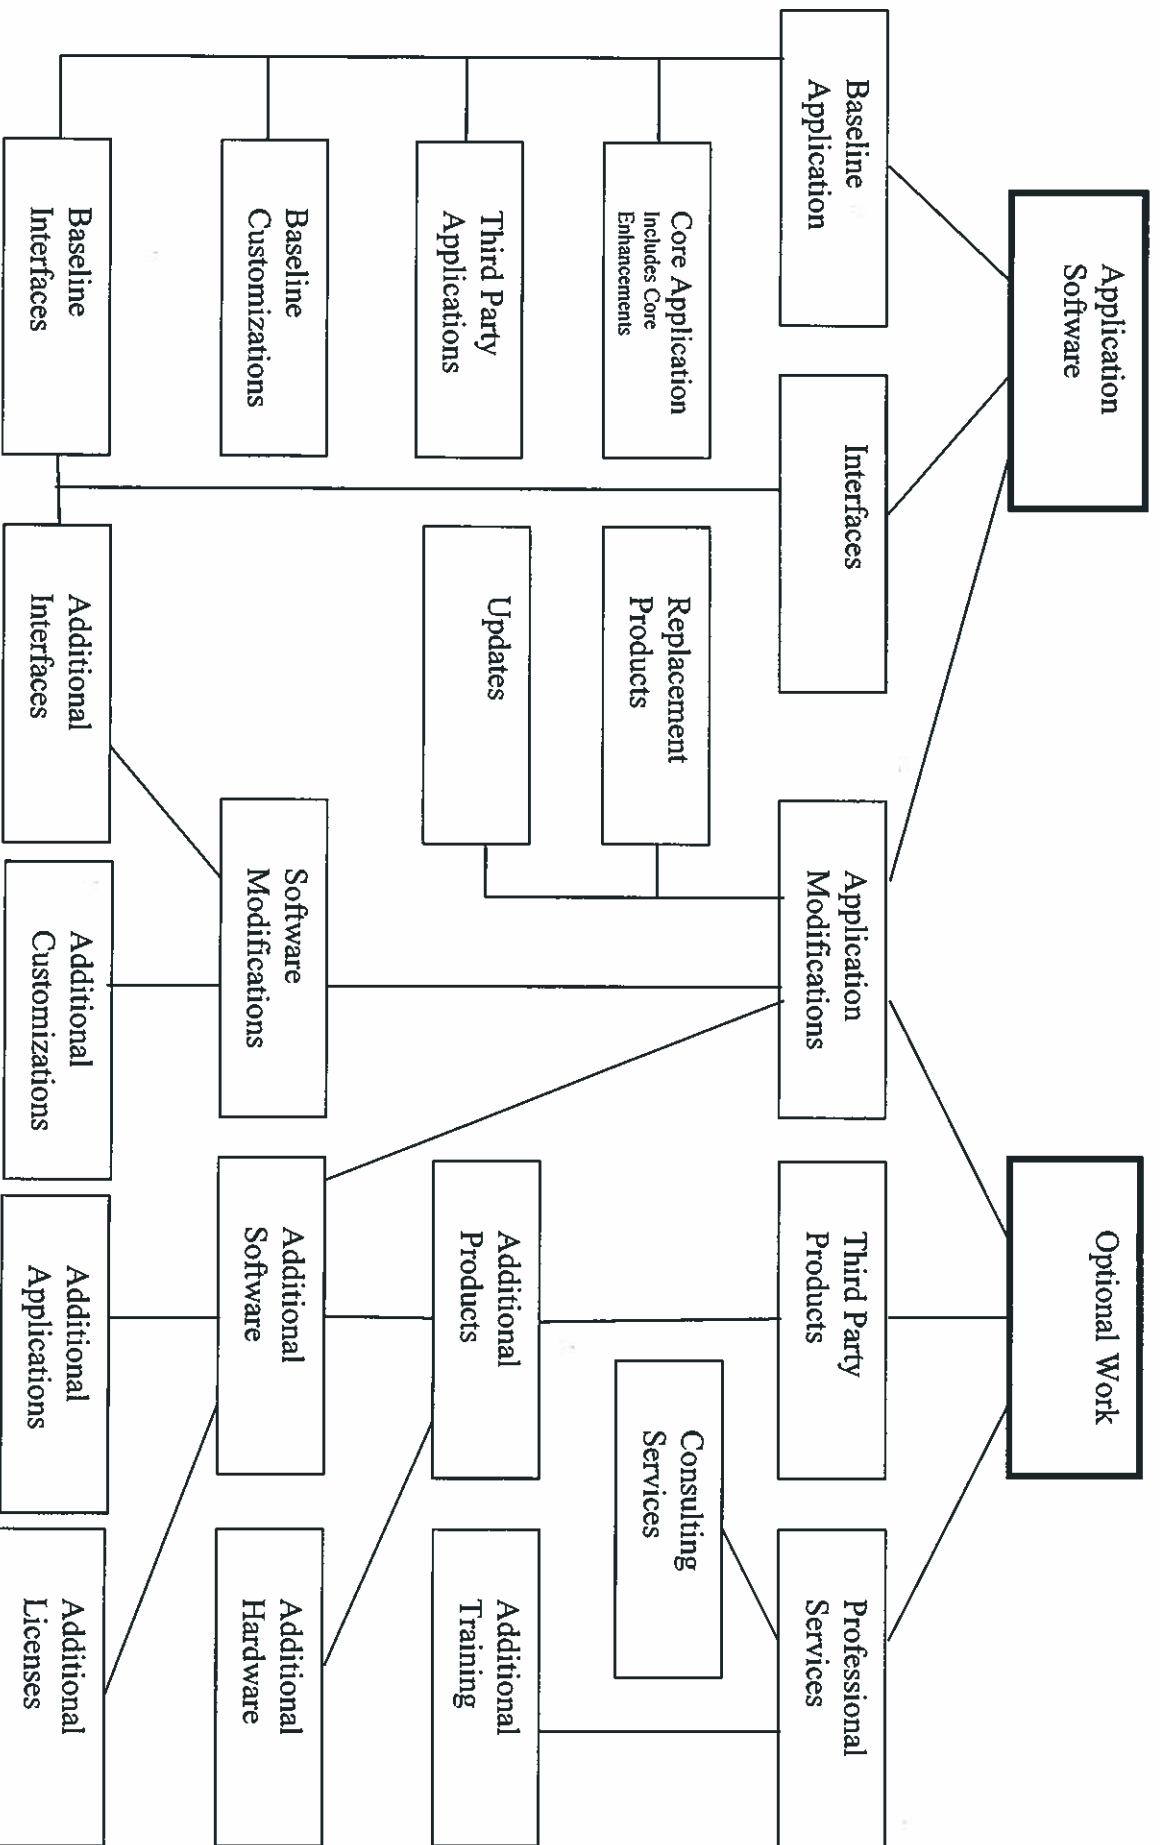 Application
Software
Optional Work
Baseline
Application
Interfaces
Application
Modifications
Third Party
Products
Professional
Services
Core Application
Includes Core
Enhancements
Replacement
Products
Consulting
Services
Third Party
Applications
Updates
Additional
Products
Additional
Training
Baseline
Customizations
Software
Modifications
Additional
Software
Additional
Hardware
Baseline
Interfaces
Additional
Interfaces
Additional
Customizations
Additional
Applications
Additional
Licenses